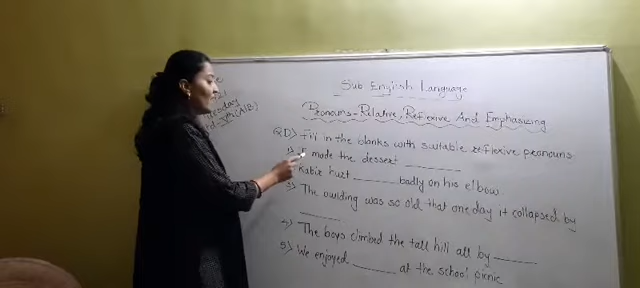 Sub English Language
Pronouns - Relative, Reflexive And Emphasizing
Q D) Fill in the blanks with suitable reflexive pronouns
1) I made the dessert ______
Kabir hurt ______ badly on his elbow.
3) The building was so old that one day it collapsed by
______
4) The boys climbed the tall hill all by ______
5) We enjoyed ______ at the school picnic